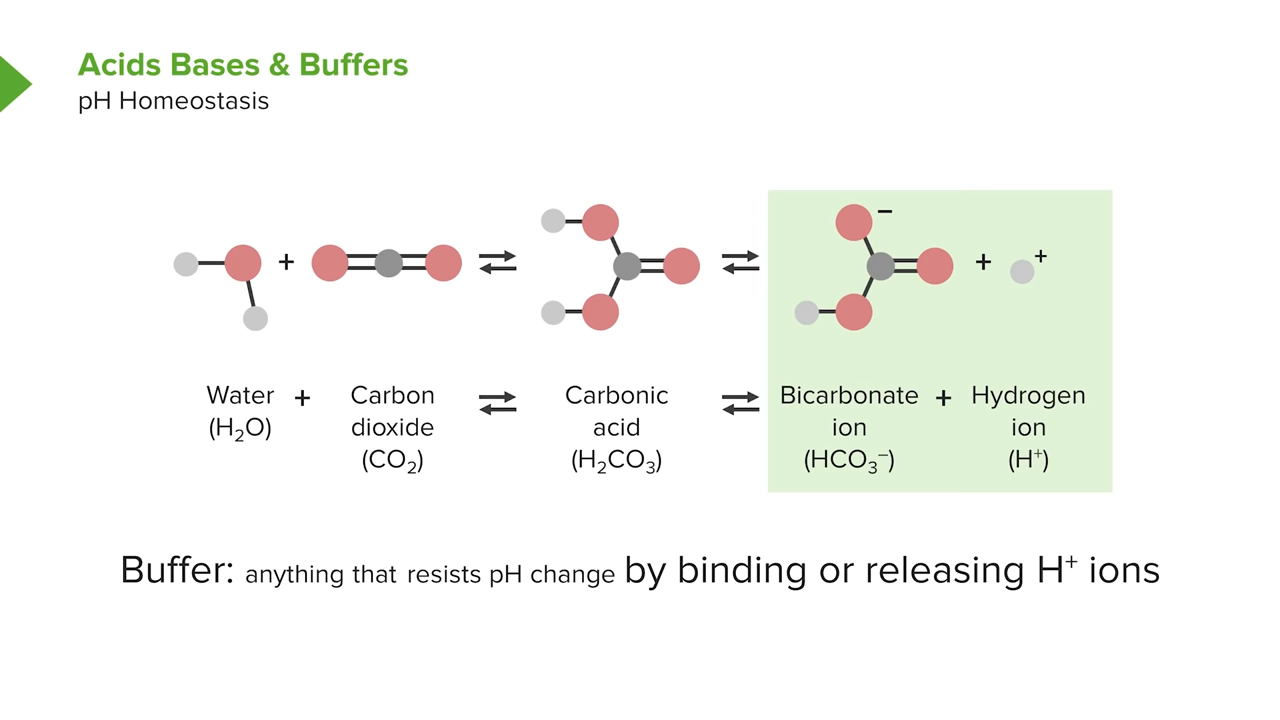 Acids Bases & Buffers
pH Homeostasis
+ − + +
Water + Carbon Carbonic Bicarbonate + Hydrogen
(H₂O) dioxide acid ion ion
(CO₂) (H₂CO₃) (HCO₃⁻) (H⁺)
Buffer: anything that resists pH change by binding or releasing H⁺ ions